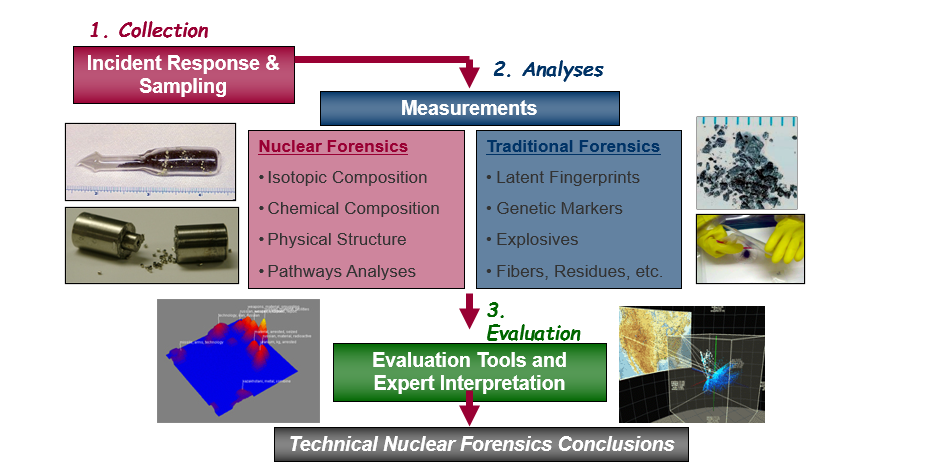 1. Collection
Incident Response &
Sampling
2. Analyses
Measurements
Nuclear Forensics
• Isotopic Composition
• Chemical Composition
• Physical Structure
• Pathways Analyses
Traditional Forensics
• Latent Fingerprints
• Genetic Markers
• Explosives
• Fibers, Residues, etc.
3.
Evaluation
Evaluation Tools and
Expert Interpretation
Technical Nuclear Forensics Conclusions